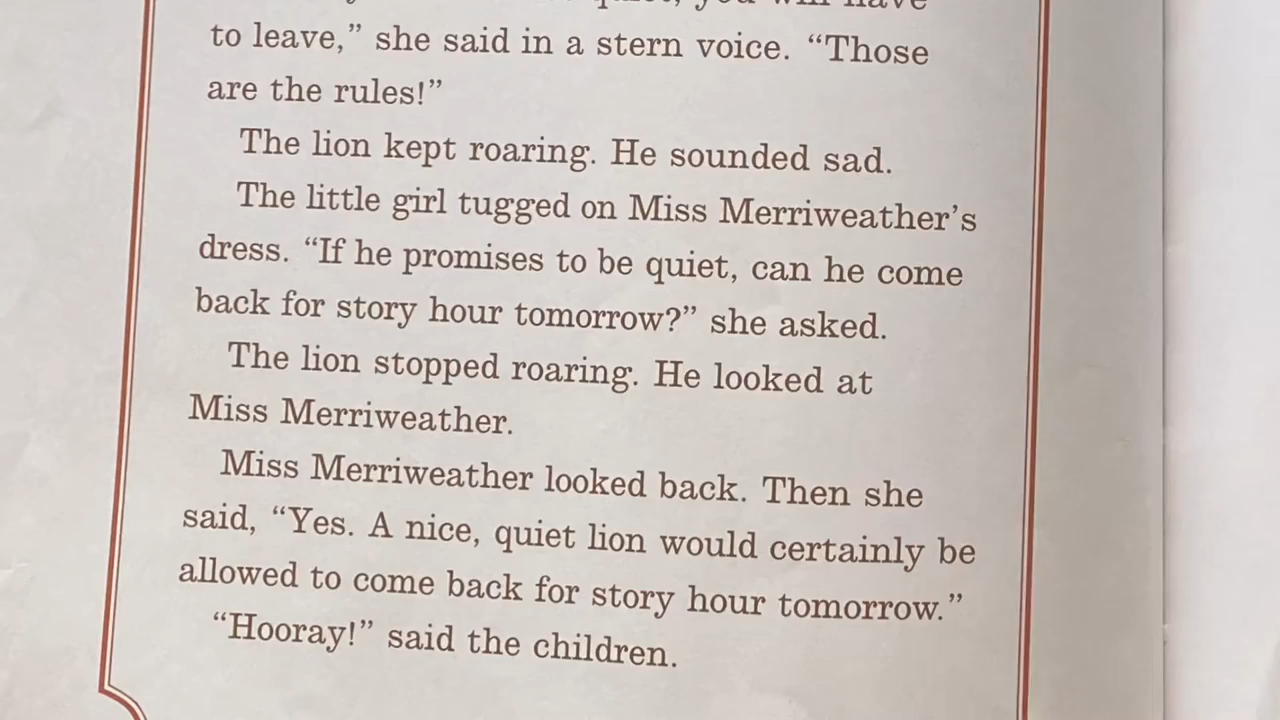 to leave,” she said in a stern voice. “Those
are the rules!”
The lion kept roaring. He sounded sad.
The little girl tugged on Miss Merriweather’s
dress. “If he promises to be quiet, can he come
back for story hour tomorrow?” she asked.
The lion stopped roaring. He looked at
Miss Merriweather.
Miss Merriweather looked back. Then she
said, “Yes. A nice, quiet lion would certainly be
allowed to come back for story hour tomorrow.”
“Hooray!” said the children.